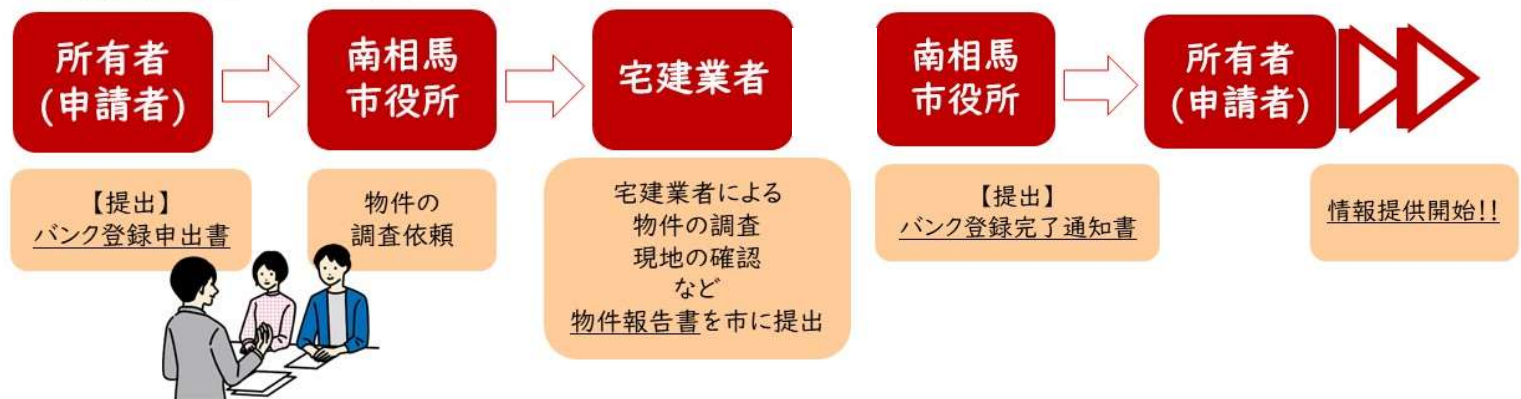 所有者
(申請者)
南相馬
市役所
宅建業者
南相馬
市役所
所有者
(申請者)
【提出】
バンク登録申出書
物件の
調査依頼
宅建業者による
物件の調査
現地の確認
など
物件報告書を市に提出
【提出】
バンク登録完了通知書
情報提供開始!!